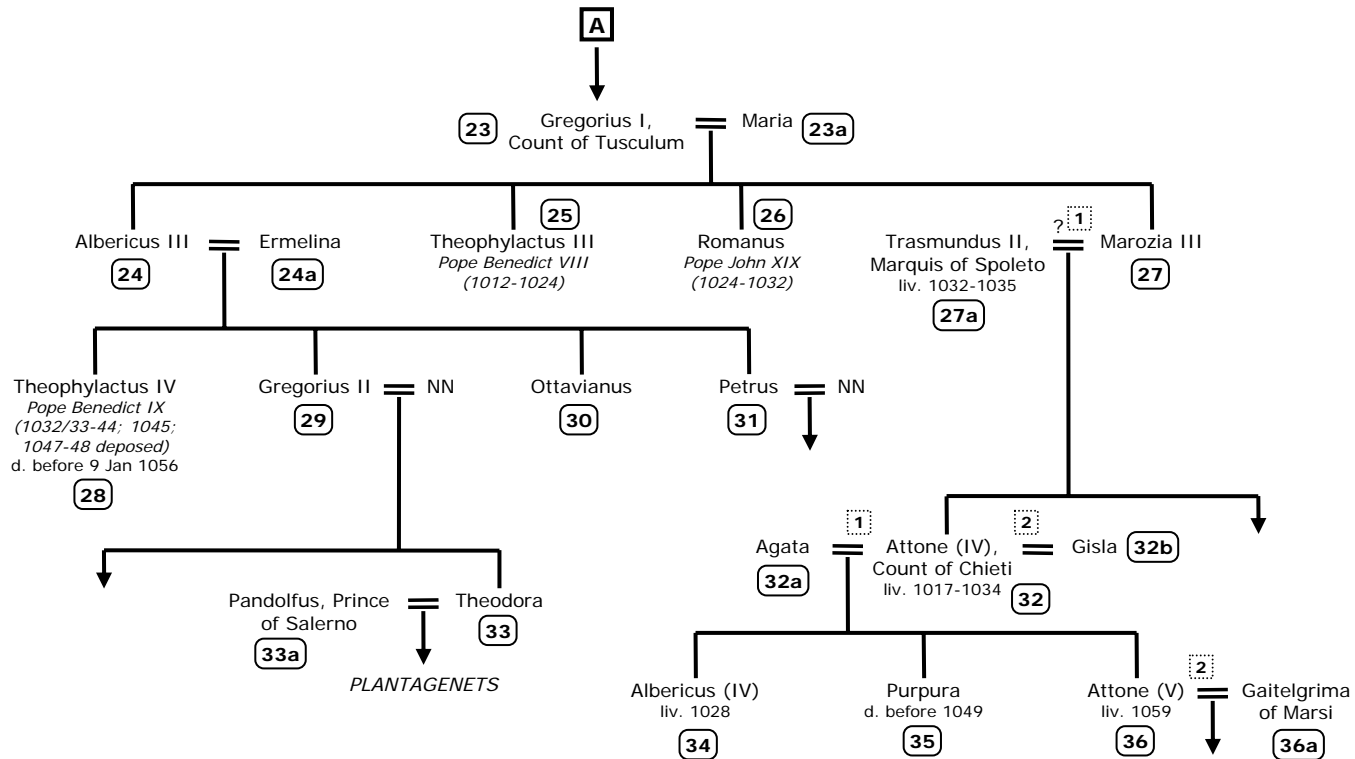 A
23
Gregorius I,
Count of Tusculum
Maria
23a
25
26
? 1
Albericus III
24
Ermelina
24a
Theophylactus III
Pope Benedict VIII
(1012-1024)
Romanus
Pope John XIX
(1024-1032)
Trasmundus II,
Marquis of Spoleto
liv. 1032-1035
27a
Marozia III
27
Theophylactus IV
Pope Benedict IX
(1032/33-44; 1045;
1047-48 deposed)
d. before 9 Jan 1056
28
Gregorius II
29
NN
Ottavianus
30
Petrus
31
NN
1
2
Agata
32a
Attone (IV),
Count of Chieti
liv. 1017-1034
32
Gisla
32b
Pandolfus, Prince
of Salerno
33a
Theodora
33
PLANTAGENETS
Albericus (IV)
liv. 1028
34
Purpura
d. before 1049
35
Attone (V)
liv. 1059
36
2
Gaitelgrima
of Marsi
36a